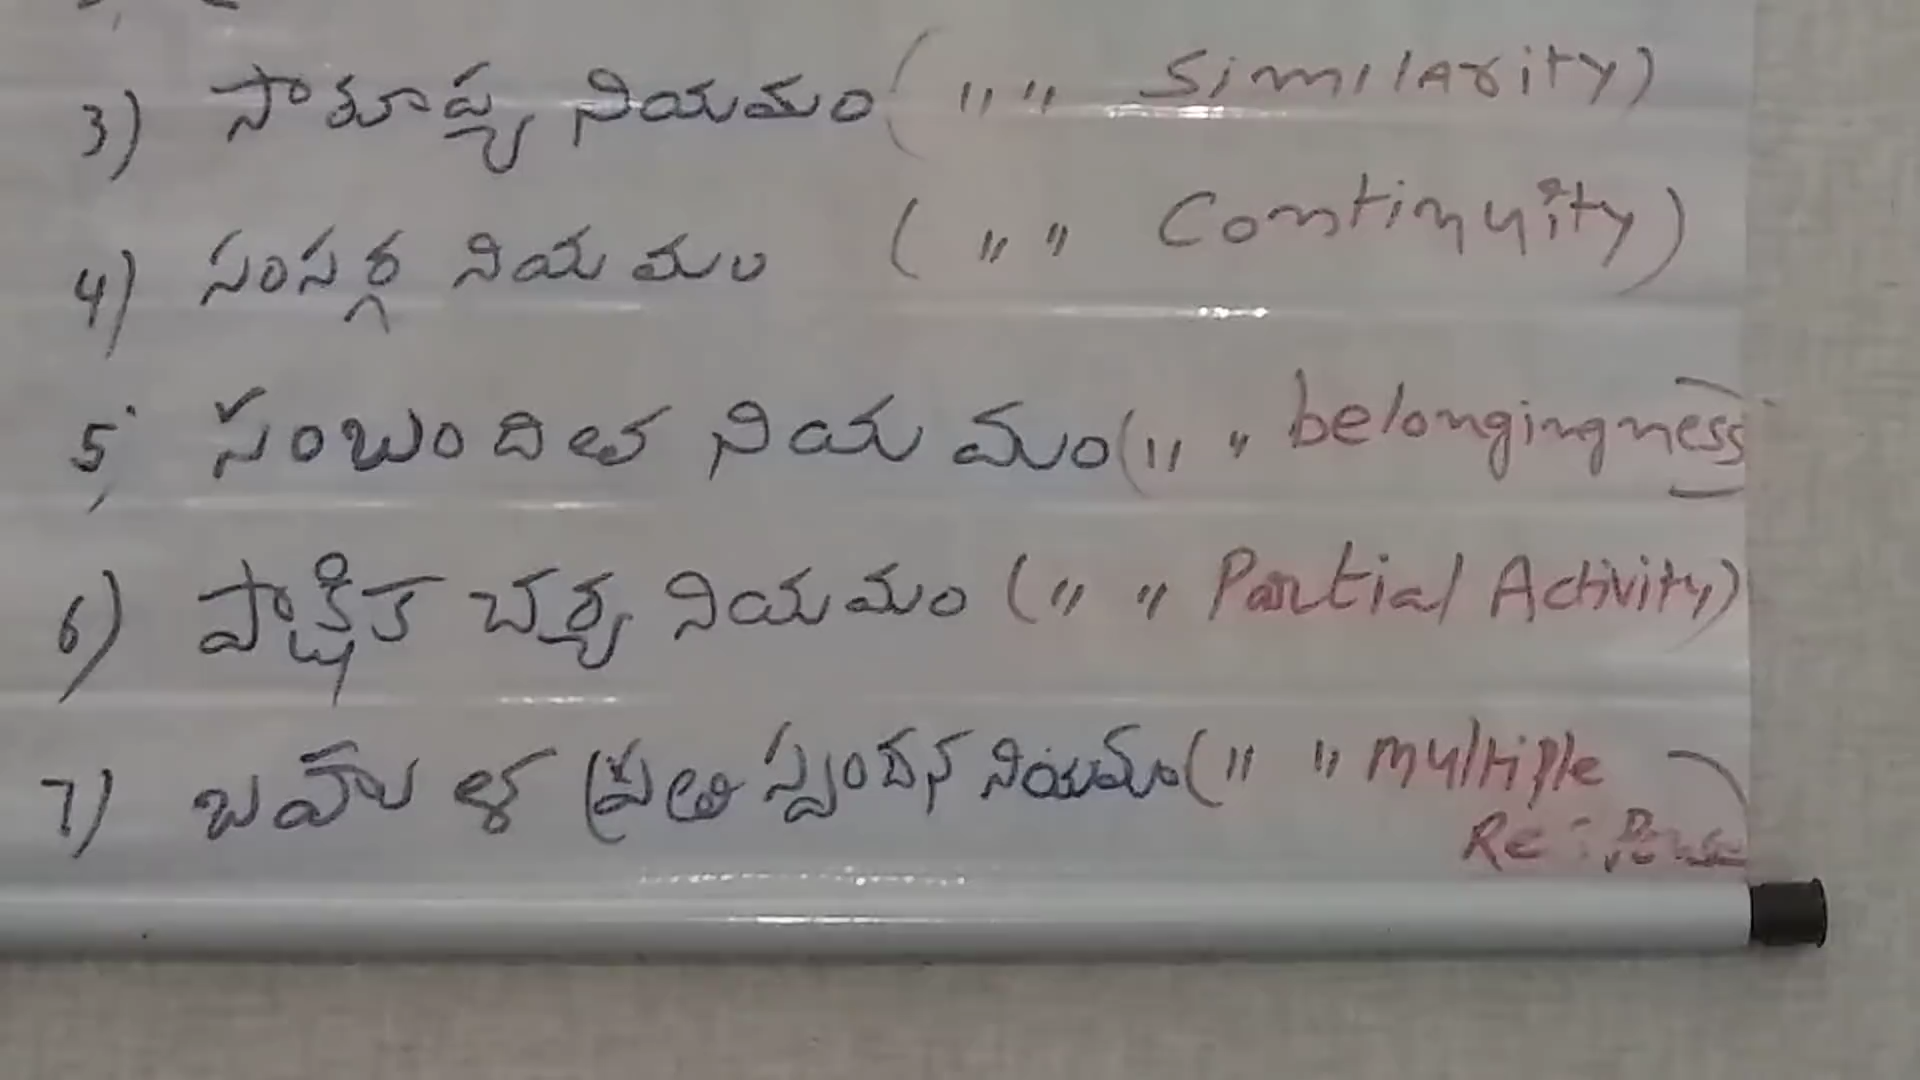 3) సారూప్య నియమం ( " " Similarity)
4) సంసర్గ నియమం ( " " Continuity)
5) సంబందిత నియమం ( " " belongingness)
6) పాక్షిక చర్య నియమం ( " " Partial Activity)
7) బహుళ ప్రతిస్పందన నియమం ( " " Multiple
Response)